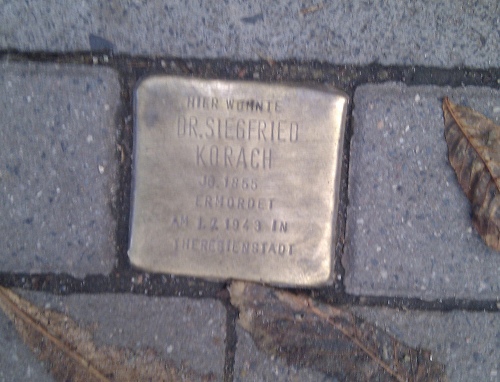 HIER WOHNTE
DR. SIEGFRIED
KORACH
JG. 1855
ERMORDET
AM 1.2.1943 IN
THERESIENSTADT